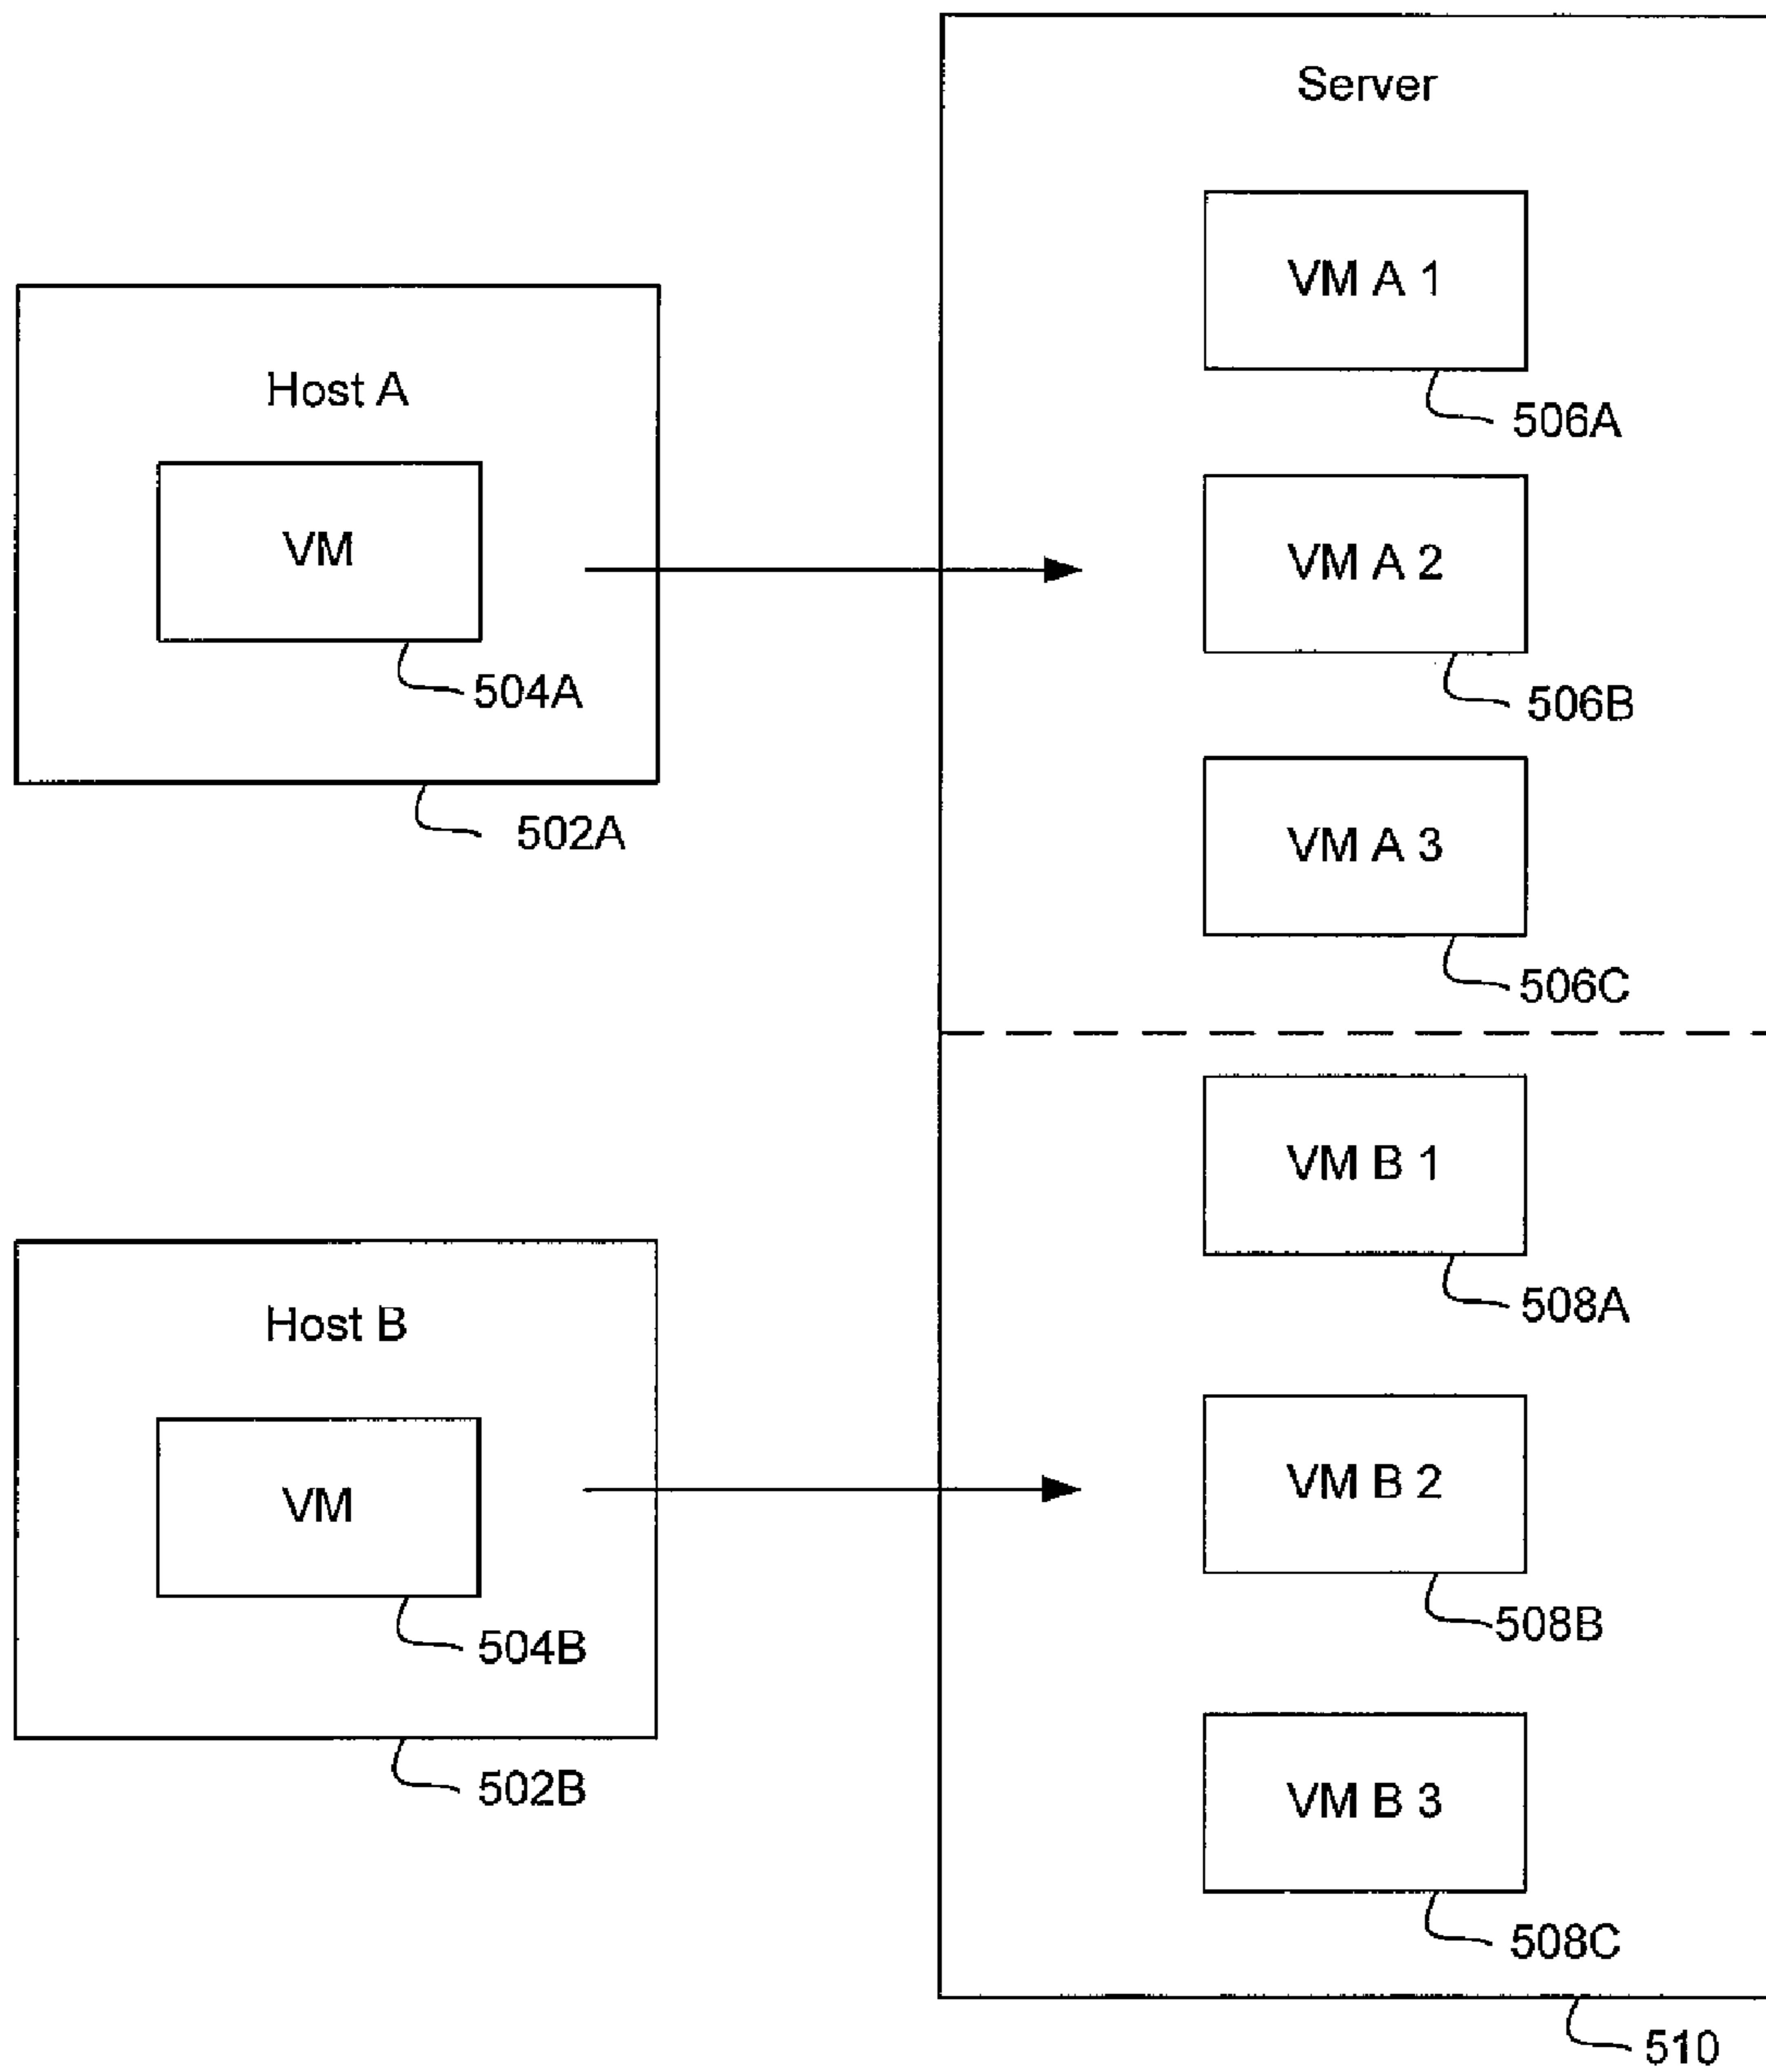 Server
VM A 1
506A
Host A
VM
504A
502A
VM A 2
506B
VM A 3
506C
VM B 1
508A
Host B
VM
504B
502B
VM B 2
508B
VM B 3
508C
510